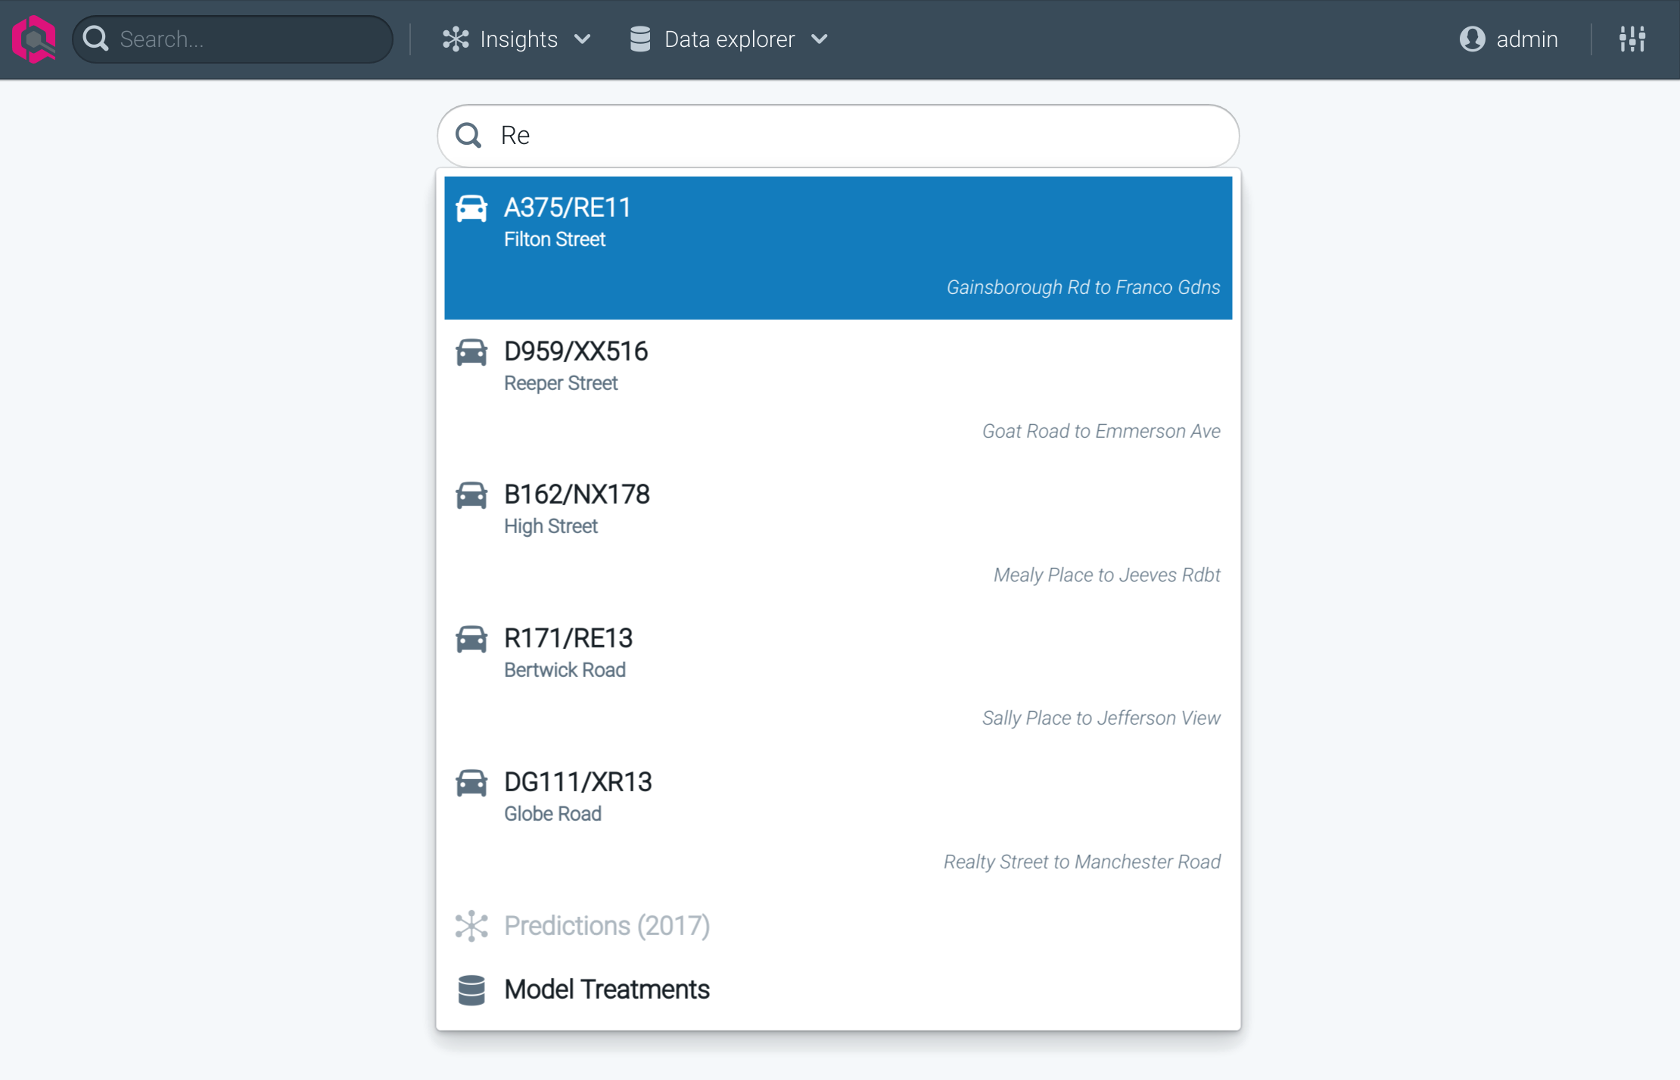 Search...
Insights
Data explorer
admin
Re
A375/RE11
Filton Street
Gainsborough Rd to Franco Gdns
D959/XX516
Reeper Street
Goat Road to Emmerson Ave
B162/NX178
High Street
Mealy Place to Jeeves Rdbt
R171/RE13
Bertwick Road
Sally Place to Jefferson View
DG111/XR13
Globe Road
Realty Street to Manchester Road
Predictions (2017)
Model Treatments